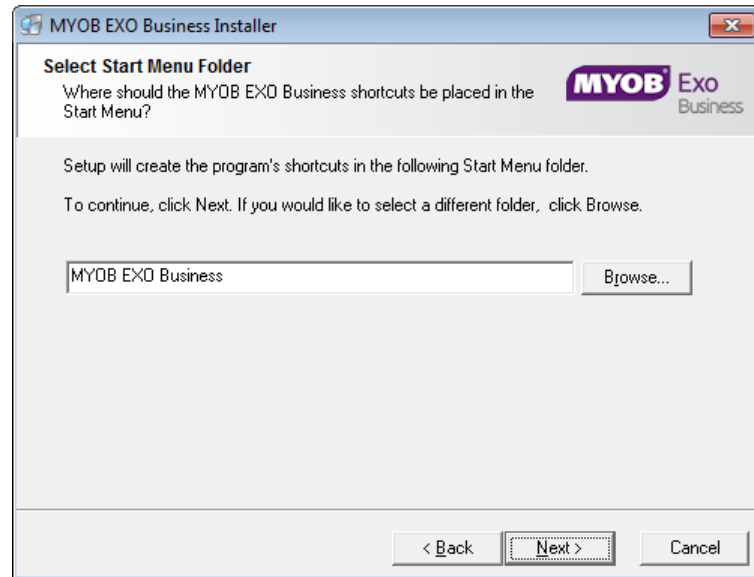 MYOB EXO Business Installer
Select Start Menu Folder
Where should the MYOB EXO Business shortcuts be placed in the
Start Menu?
MYOB Exo
Business
Setup will create the program's shortcuts in the following Start Menu folder.
To continue, click Next. If you would like to select a different folder, click Browse.
MYOB EXO Business
Browse...
< Back
Next >
Cancel